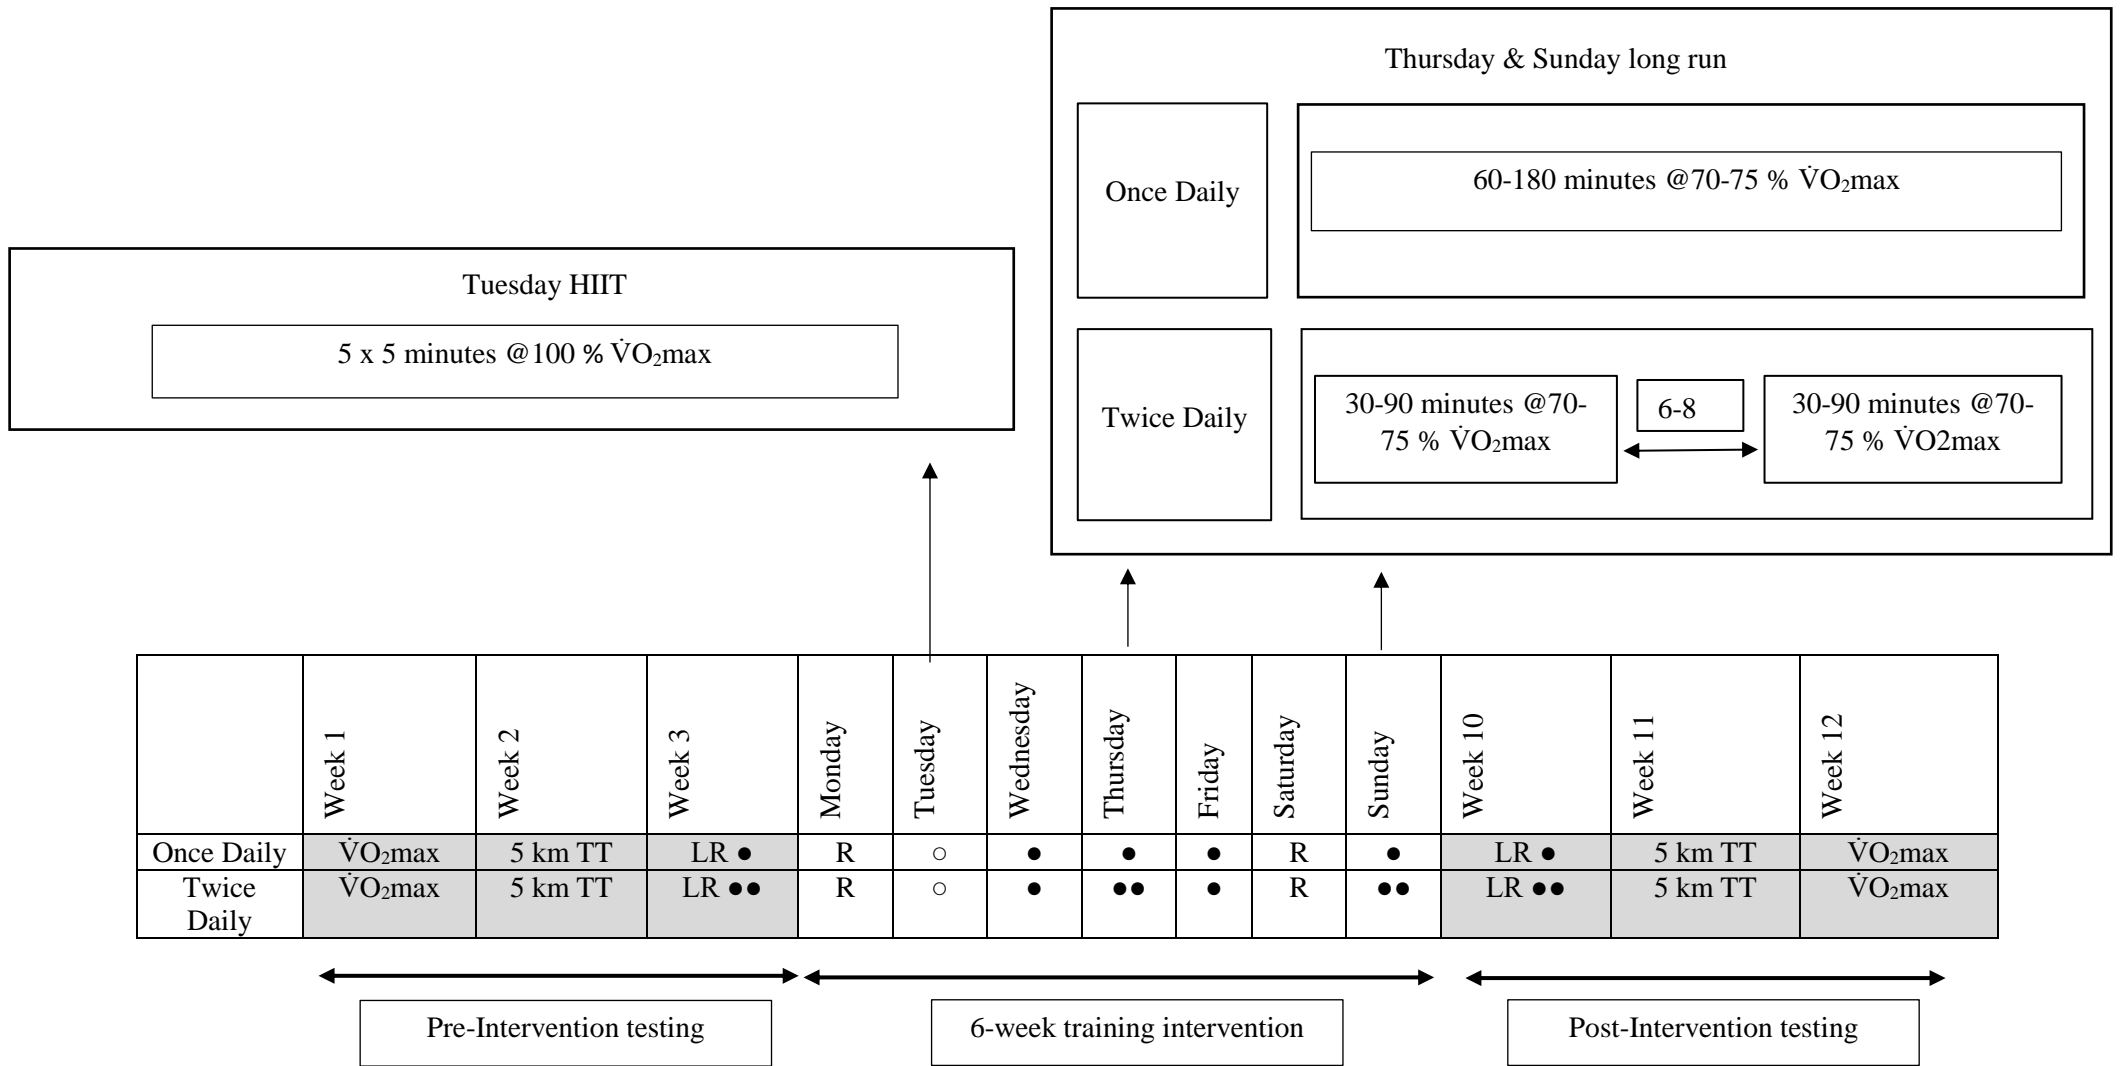 Thursday & Sunday long run
Once Daily
60-180 minutes @70-75 % V̇O₂max
Tuesday HIIT
5 x 5 minutes @100 % V̇O₂max
Twice Daily
30-90 minutes @70-
75 % V̇O₂max
6-8
30-90 minutes @70-
75 % V̇O2max
Week 1
Week 2
Week 3
Monday
Tuesday
Wednesday
Thursday
Friday
Saturday
Sunday
Week 10
Week 11
Week 12
Once Daily V̇O₂max 5 km TT LR ● R ○ ● ● ● R ● LR ● 5 km TT V̇O₂max
Twice V̇O₂max 5 km TT LR ●● R ○ ● ●● ● R ●● LR ●● 5 km TT V̇O₂max
Daily
Pre-Intervention testing
6-week training intervention
Post-Intervention testing